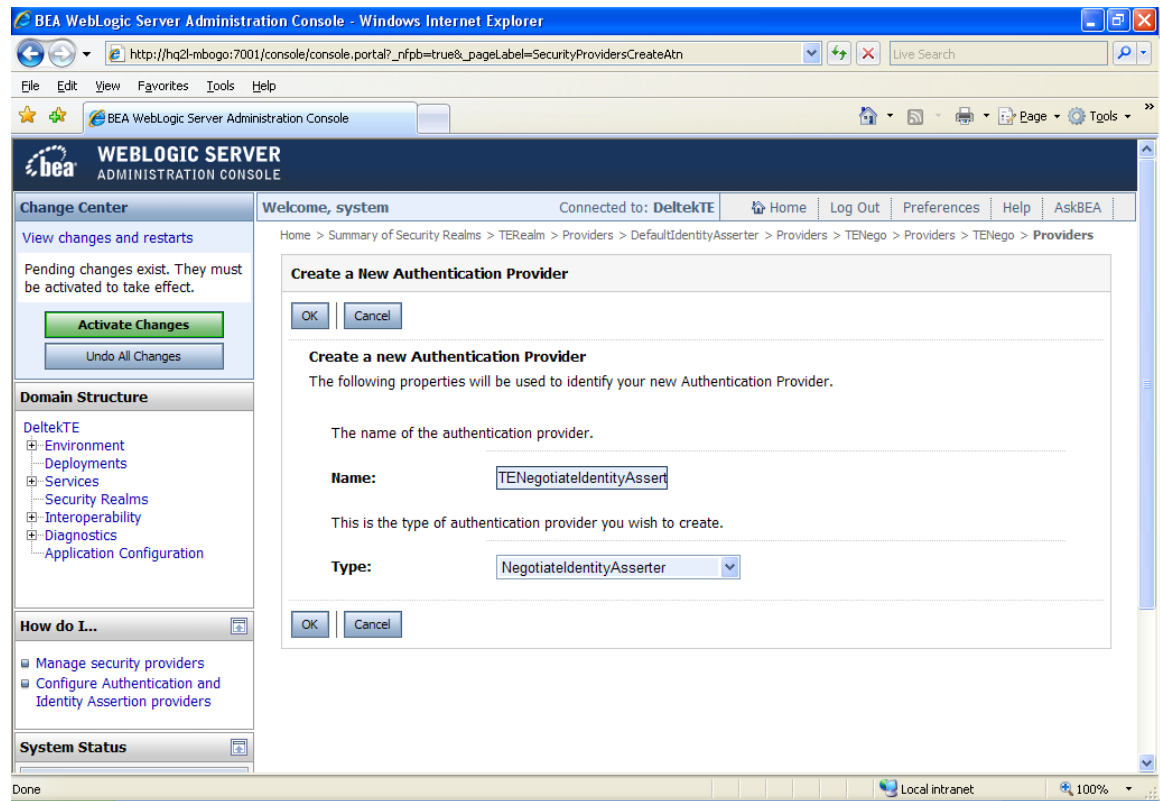 BEA WebLogic Server Administration Console - Windows Internet Explorer
http://hq2l-mbogo:7001/console/console.portal?_nfpb=true&_pageLabel=SecurityProvidersCreateAtn
Live Search
File Edit View Favorites Tools Help
BEA WebLogic Server Administration Console
Page Tools
bea
WEBLOGIC SERVER
ADMINISTRATION CONSOLE
Change Center
Welcome, system
Connected to: DeltekTE
Home Log Out Preferences Help AskBEA
View changes and restarts
Home > Summary of Security Realms > TERealm > Providers > DefaultIdentityAsserter > Providers > TENego > Providers > TENego > Providers
Pending changes exist. They must
be activated to take effect.
Activate Changes
Undo All Changes
Create a New Authentication Provider
OK Cancel
Create a new Authentication Provider
The following properties will be used to identify your new Authentication Provider.
The name of the authentication provider.
Name: TENegotiateIdentityAssert
This is the type of authentication provider you wish to create.
Type: NegotiateIdentityAsserter
OK Cancel
Domain Structure
DeltekTE
Environment
Deployments
Services
Security Realms
Interoperability
Diagnostics
Application Configuration
How do I...
Manage security providers
Configure Authentication and
Identity Assertion providers
System Status
Done
Local intranet
100%